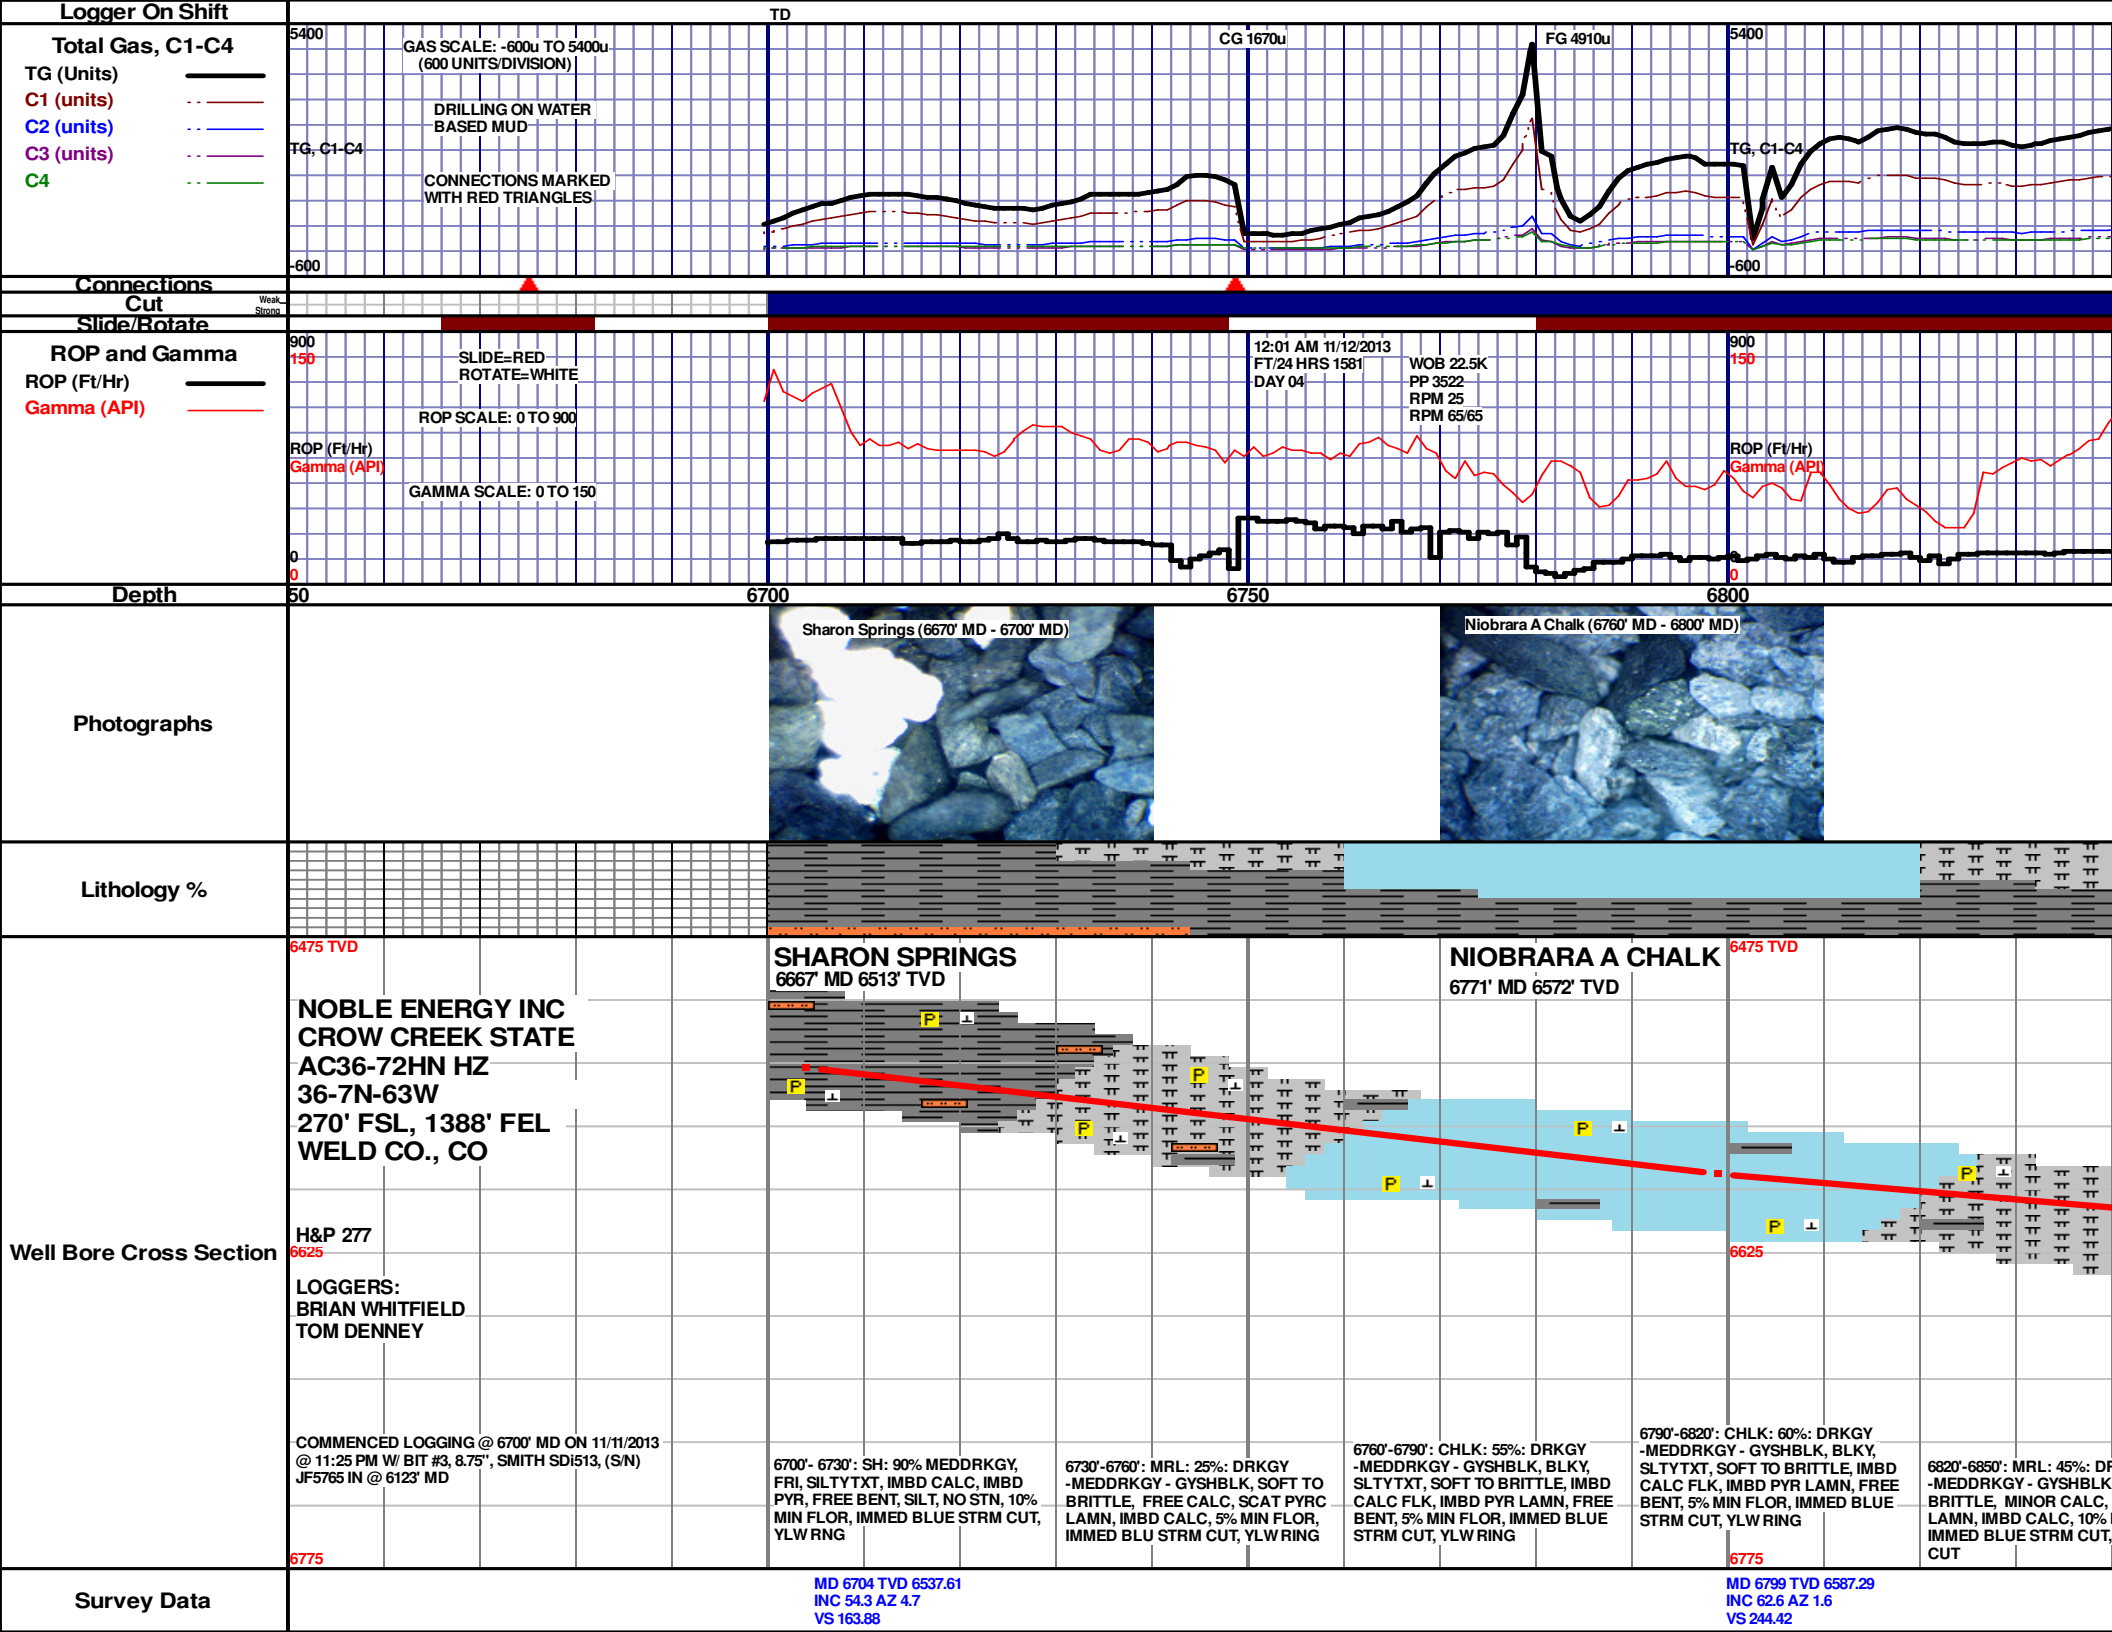 Logger On Shift
TD
Total Gas, C1-C4
TG (Units)
C1 (units)
C2 (units)
C3 (units)
C4
5400
GAS SCALE: -600u TO 5400u
(600 UNITS/DIVISION)
DRILLING ON WATER
BASED MUD
TG, C1-C4
CONNECTIONS MARKED
WITH RED TRIANGLES
-600
CG 1670u
FG 4910u
5400
TG, C1-C4
-600
Connections
Cut
Weak
Strong
Slide/Rotate
ROP and Gamma
ROP (Ft/Hr)
Gamma (API)
900
150
SLIDE=RED
ROTATE=WHITE
ROP SCALE: 0 TO 900
ROP (Ft/Hr)
Gamma (API)
GAMMA SCALE: 0 TO 150
0
0
12:01 AM 11/12/2013
FT/24 HRS 1581
DAY 04
WOB 22.5K
PP 3522
RPM 25
RPM 65/65
900
150
ROP (Ft/Hr)
Gamma (API)
0
0
Depth
50
6700
6750
6800
Photographs
Sharon Springs (6670' MD - 6700' MD)
Niobrara A Chalk (6760' MD - 6800' MD)
Lithology %
Well Bore Cross Section
6475 TVD
NOBLE ENERGY INC
CROW CREEK STATE
AC36-72HN HZ
36-7N-63W
270' FSL, 1388' FEL
WELD CO., CO
H&P 277
6625
LOGGERS:
BRIAN WHITFIELD
TOM DENNEY
COMMENCED LOGGING @ 6700' MD ON 11/11/2013
@ 11:25 PM W/ BIT #3, 8.75", SMITH SDi513, (S/N)
JF5765 IN @ 6123' MD
6775
SHARON SPRINGS
6667' MD 6513' TVD
NIOBRARA A CHALK
6771' MD 6572' TVD
6475 TVD
P
P
P
P
P
P
P
P
6625
6700'- 6730': SH: 90% MEDDRKGY,
FRI, SILTYTXT, IMBD CALC, IMBD
PYR, FREE BENT, SILT, NO STN, 10%
MIN FLOR, IMMED BLUE STRM CUT,
YLW RNG
6730'-6760': MRL: 25%: DRKGY
-MEDDRKGY - GYSHBLK, SOFT TO
BRITTLE, FREE CALC, SCAT PYRC
LAMN, IMBD CALC, 5% MIN FLOR,
IMMED BLU STRM CUT, YLW RING
6760'-6790': CHLK: 55%: DRKGY
-MEDDRKGY - GYSHBLK, BLKY,
SLTYTXT, SOFT TO BRITTLE, IMBD
CALC FLK, IMBD PYR LAMN, FREE
BENT, 5% MIN FLOR, IMMED BLUE
STRM CUT, YLW RING
6790'-6820': CHLK: 60%: DRKGY
-MEDDRKGY - GYSHBLK, BLKY,
SLTYTXT, SOFT TO BRITTLE, IMBD
CALC FLK, IMBD PYR LAMN, FREE
BENT, 5% MIN FLOR, IMMED BLUE
STRM CUT, YLW RING
6820'-6850': MRL: 45%: DR
-MEDDRKGY - GYSHBLK
BRITTLE, MINOR CALC,
LAMN, IMBD CALC, 10%
IMMED BLUE STRM CUT,
CUT
6775
Survey Data
MD 6704 TVD 6537.61
INC 54.3 AZ 4.7
VS 163.88
MD 6799 TVD 6587.29
INC 62.6 AZ 1.6
VS 244.42